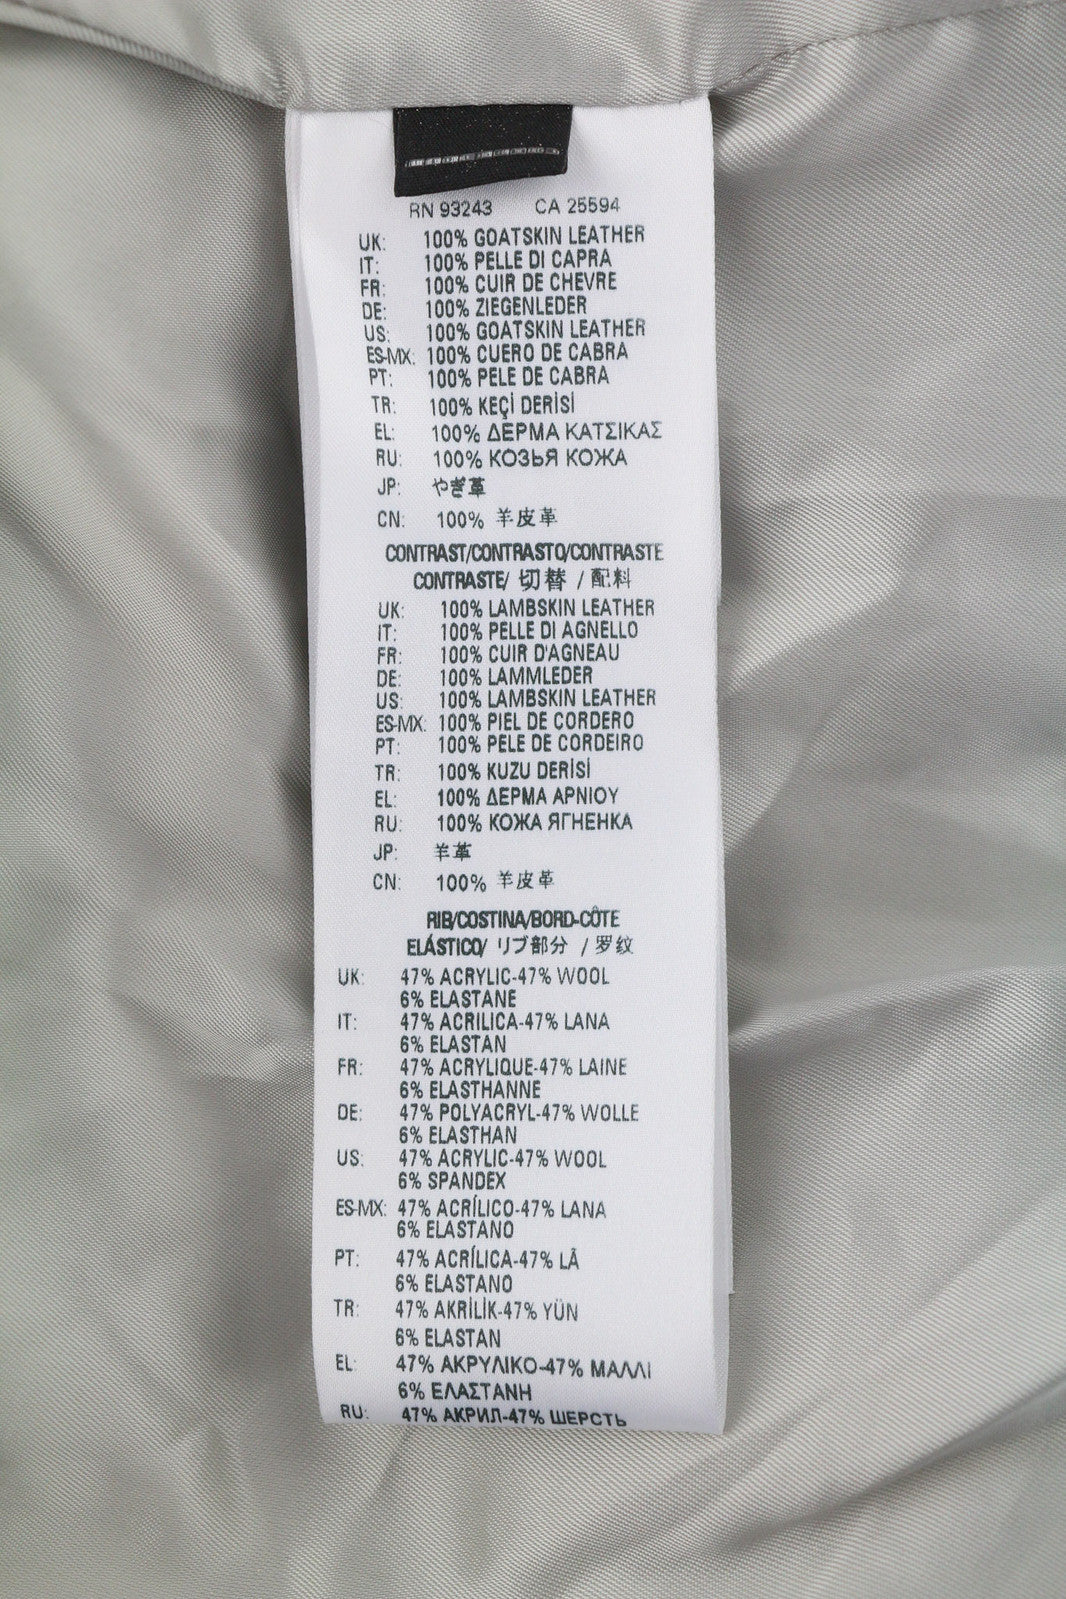 RN 93243 CA 25594
UK: 100% GOATSKIN LEATHER
IT: 100% PELLE DI CAPRA
FR: 100% CUIR DE CHEVRE
DE: 100% ZIEGENLEDER
US: 100% GOATSKIN LEATHER
ES-MX: 100% CUERO DE CABRA
PT: 100% PELE DE CABRA
TR: 100% KEÇİ DERİSİ
EL: 100% ΔΕΡΜΑ ΚΑΤΣΙΚΑΣ
RU: 100% КОЗЬЯ КОЖА
JP: やぎ革
CN: 100% 羊皮革
CONTRAST/CONTRASTO/CONTRASTE
CONTRASTE/ 切替 / 配料
UK: 100% LAMBSKIN LEATHER
IT: 100% PELLE DI AGNELLO
FR: 100% CUIR D'AGNEAU
DE: 100% LAMMLEDER
US: 100% LAMBSKIN LEATHER
ES-MX: 100% PIEL DE CORDERO
PT: 100% PELE DE CORDEIRO
TR: 100% KUZU DERİSİ
EL: 100% ΔΕΡΜΑ ΑΡΝΙΟΥ
RU: 100% КОЖА ЯГНЕНКА
JP: 羊革
CN: 100% 羊皮革
RIB/COSTINA/BORD-CÔTE
ELÁSTICO/ リブ部分 / 罗纹
UK: 47% ACRYLIC-47% WOOL
6% ELASTANE
IT: 47% ACRILICA-47% LANA
6% ELASTAN
FR: 47% ACRYLIQUE-47% LAINE
6% ELASTHANNE
DE: 47% POLYACRYL-47% WOLLE
6% ELASTHAN
US: 47% ACRYLIC-47% WOOL
6% SPANDEX
ES-MX: 47% ACRÍLICO-47% LANA
6% ELASTANO
PT: 47% ACRÍLICA-47% LÃ
6% ELASTANO
TR: 47% AKRİLİK-47% YÜN
6% ELASTAN
EL: 47% ΑΚΡΥΛΙΚΟ-47% ΜΑΛΛΙ
6% ΕΛΑΣΤΑΝΗ
RU: 47% АКРИЛ-47% ШЕРСТЬ